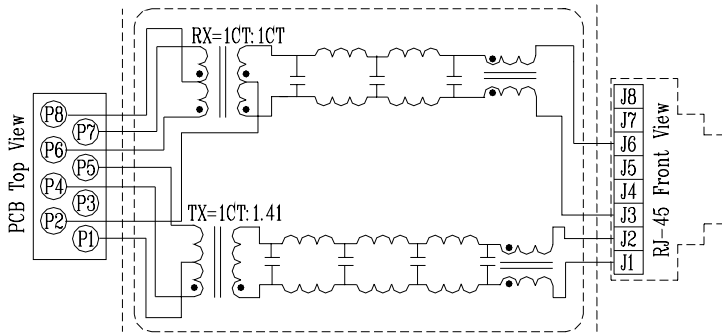 RX=1CT:1CT
PCB Top View
P8
P7
P6
P5
P4
P3
P2
P1
TX=1CT:1.41
J8
J7
J6
J5
J4
J3
J2
J1
RJ-45 Front View